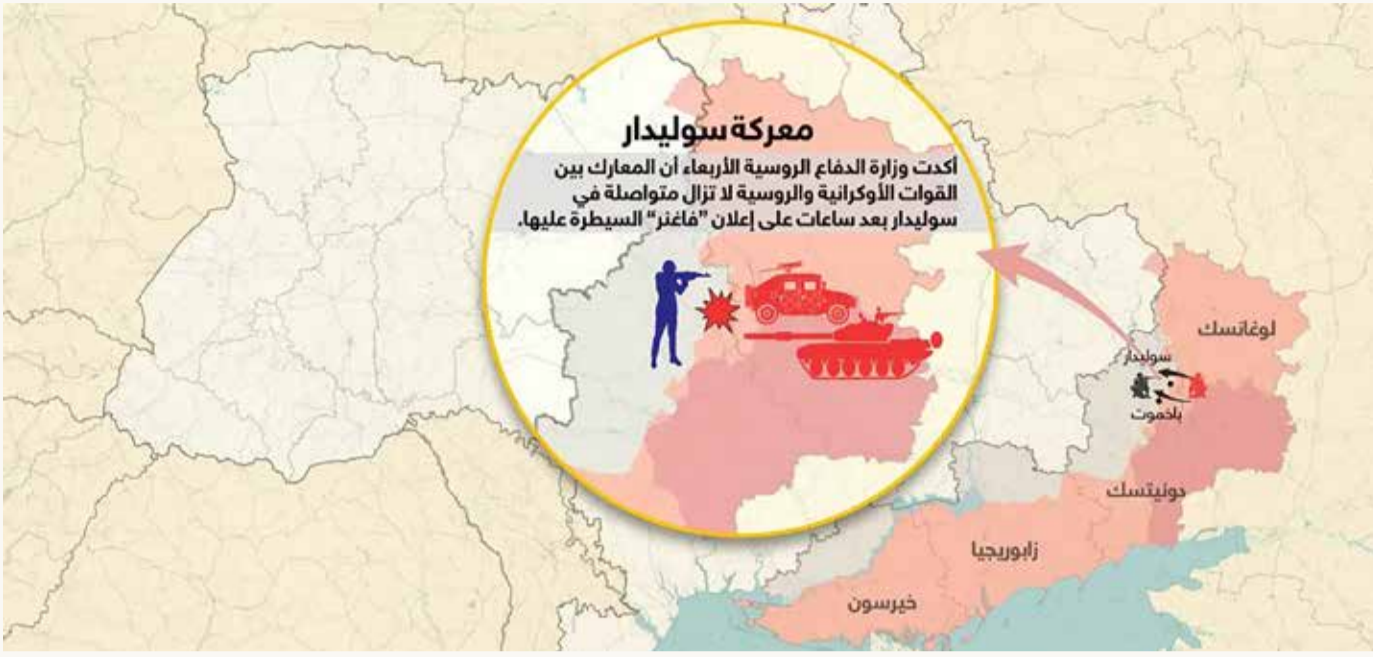 معركة سوليدار
أكدت وزارة الدفاع الروسية الأربعاء أن المعارك بين
القوات الأوكرانية والروسية لا تزال متواصلة في
سوليدار بعد ساعات على إعلان "فاغنر" السيطرة عليها.
لوغانسك
سوليدار
باخموت
دونيتسك
زابوريجيا
خيرسون